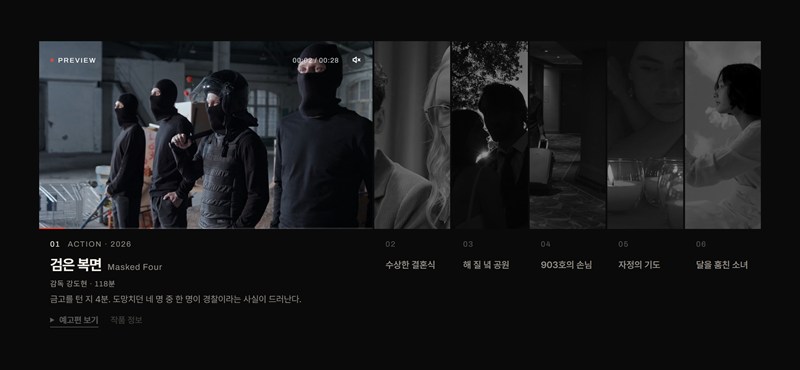 PREVIEW
00:02 / 00:28
01 ACTION · 2026
검은 복면 Masked Four
감독 강도현 · 118분
금고를 턴 지 4분. 도망치던 네 명 중 한 명이 경찰이라는 사실이 드러난다.
▶ 예고편 보기 작품 정보
02
수상한 결혼식
03
해 질 녘 공원
04
903호의 손님
05
자정의 기도
06
달을 훔친 소녀